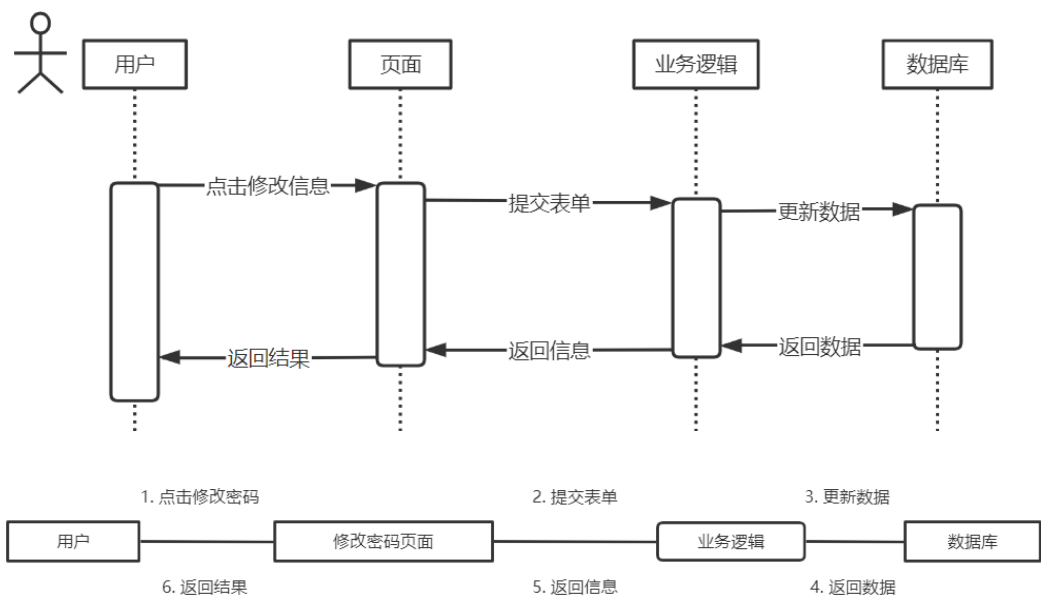 用户 页面 业务逻辑 数据库
点击修改信息
提交表单
更新数据
返回数据
返回信息
返回结果
1. 点击修改密码 2. 提交表单 3. 更新数据
用户 修改密码页面 业务逻辑 数据库
6. 返回结果 5. 返回信息 4. 返回数据